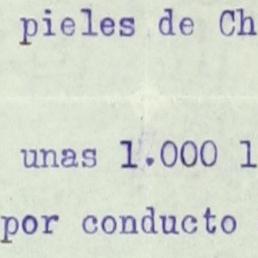 pieles de Ch
unas 1.000 l
por conducto